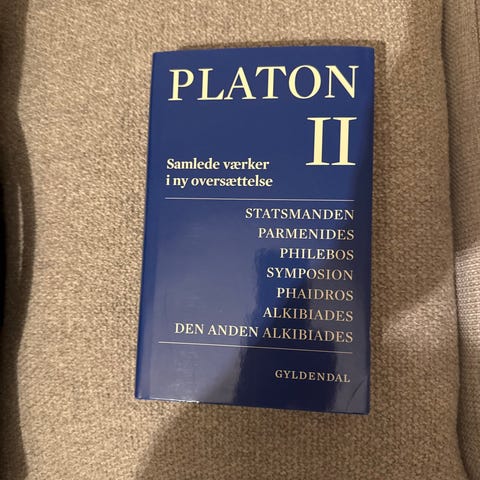 PLATON
II
Samlede værker
i ny oversættelse
STATSMANDEN
PARMENIDES
PHILEBOS
SYMPOSION
PHAIDROS
ALKIBIADES
DEN ANDEN ALKIBIADES
GYLDENDAL